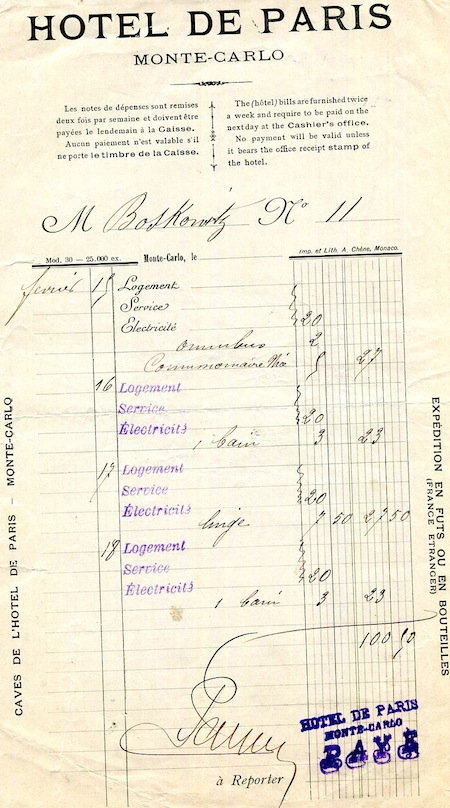 HOTEL DE PARIS
MONTE-CARLO
Les notes de dépenses sont remises
deux fois par semaine et doivent être
payées le lendemain à la Caisse.
Aucun paiement n'est valable s'il
ne porte le timbre de la Caisse.
The (hôtel) bills are furnished twice
a week and require to be paid on the
next day at the Cashier's office.
No payment will be valid unless
it bears the office receipt stamp of
the hotel.
M Boskowitz No 11
Mod. 30 — 25.000 ex.
Monte-Carlo, le
Imp. et Lith. A. Chêne, Monaco.
fevrier 15 Logement
Service
Electricité 20
omnibus 2
Commionaire 5 27
16 Logement
Service
Électricité 20
1 bain 3 23
17 Logement
Service
Électricité 20
linge 7 50 27 50
18 Logement
Service
Électricité 20
1 bain 3 23
100 50
HOTEL DE PARIS
MONTE-CARLO
PAYÉ
à Reporter
CAVES DE L'HOTEL DE PARIS — MONTE-CARLO
EXPÉDITION EN FUTS OU EN BOUTEILLES
(FRANCE ETRANGER)